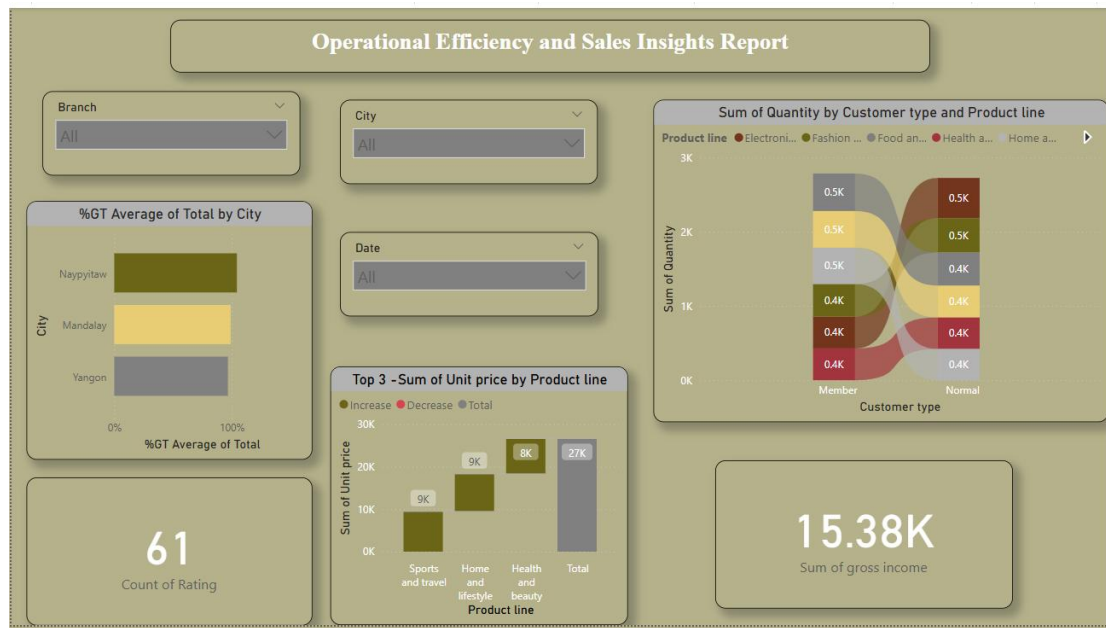 Operational Efficiency and Sales Insights Report
Branch
All
City
All
Date
All
%GT Average of Total by City
City
Naypyitaw
Mandalay
Yangon
0%
100%
%GT Average of Total
61
Count of Rating
Top 3 -Sum of Unit price by Product line
Increase
Decrease
Total
Sum of Unit price
30K
20K
10K
0K
9K
9K
8K
27K
Sports
and travel
Home
and
lifestyle
Health
and
beauty
Total
Product line
Sum of Quantity by Customer type and Product line
Product line
Electroni...
Fashion ...
Food an...
Health a...
Home a...
Sum of Quantity
3K
2K
1K
0K
0.5K
0.5K
0.5K
0.4K
0.4K
0.4K
0.5K
0.5K
0.4K
0.4K
0.4K
0.4K
Member
Normal
Customer type
15.38K
Sum of gross income